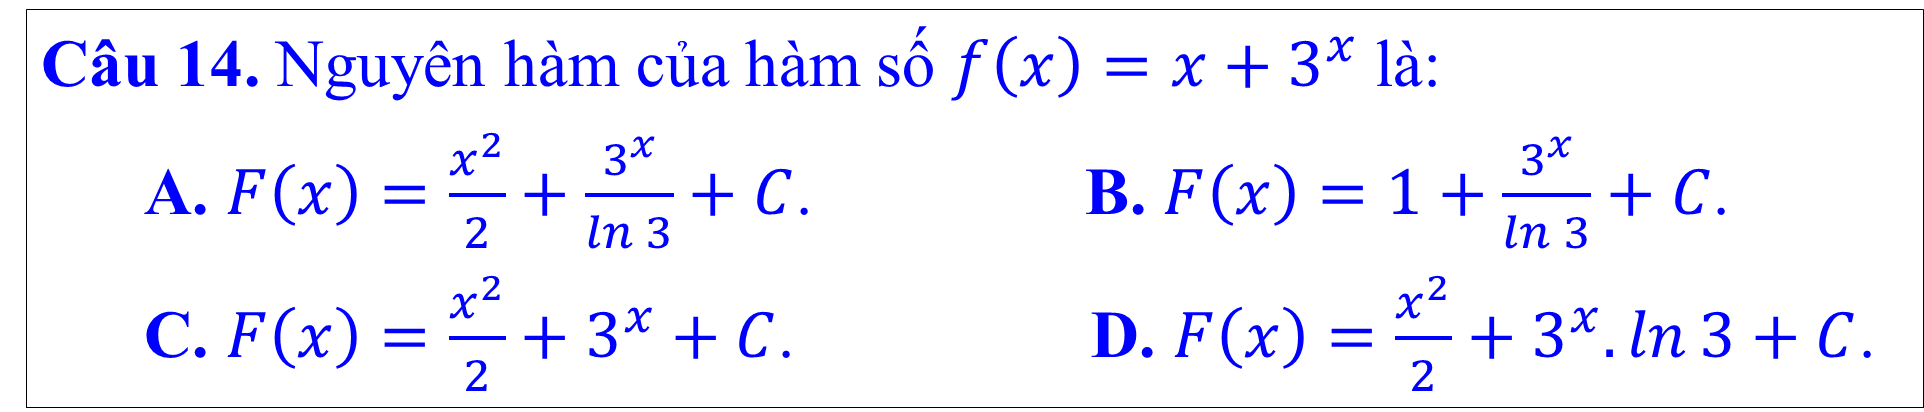 Câu 14. Nguyên hàm của hàm số f(x) = x + 3^x là:
A. F(x) = x^2/2 + 3^x/ln 3 + C. B. F(x) = 1 + 3^x/ln 3 + C.
C. F(x) = x^2/2 + 3^x + C. D. F(x) = x^2/2 + 3^x. ln 3 + C.